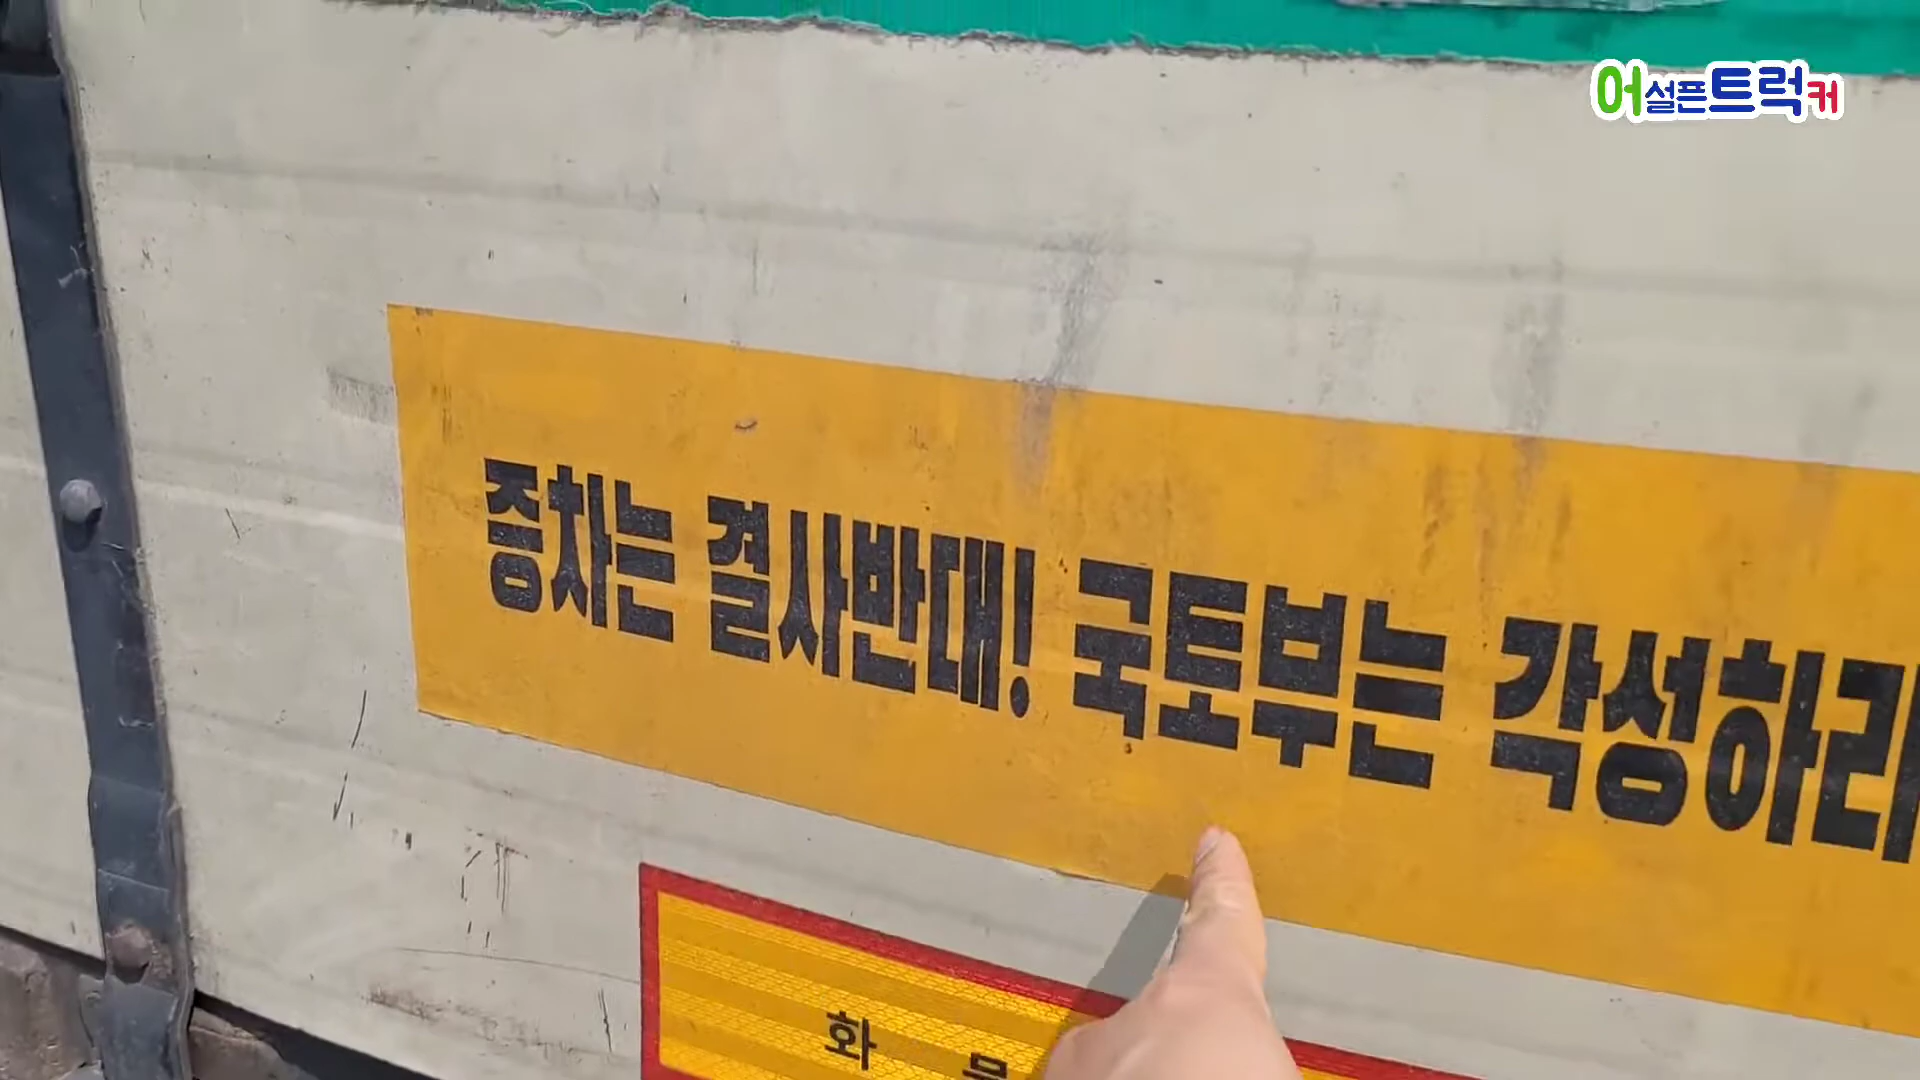 어설픈트럭커
증차는 결사반대! 국토부는 각성하라
화 물